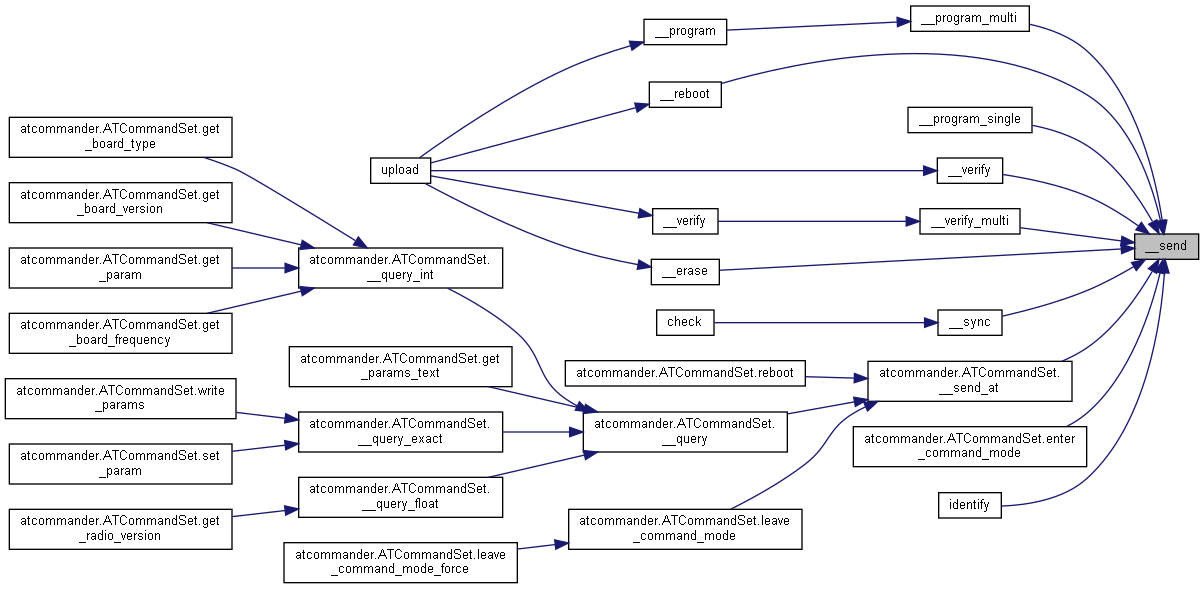 __program_multi
__program
__reboot
__program_single
atcommander.ATCommandSet.get
_board_type
upload
__verify
atcommander.ATCommandSet.get
_board_version
__verify
__verify_multi
__send
atcommander.ATCommandSet.get
_param
atcommander.ATCommandSet.
__query_int
__erase
atcommander.ATCommandSet.get
_board_frequency
check
__sync
atcommander.ATCommandSet.get
_params_text
atcommander.ATCommandSet.reboot
atcommander.ATCommandSet.
__send_at
atcommander.ATCommandSet.write
_params
atcommander.ATCommandSet.
__query_exact
atcommander.ATCommandSet.
__query
atcommander.ATCommandSet.enter
_command_mode
atcommander.ATCommandSet.set
_param
atcommander.ATCommandSet.
__query_float
identify
atcommander.ATCommandSet.get
_radio_version
atcommander.ATCommandSet.leave
_command_mode
atcommander.ATCommandSet.leave
_command_mode_force